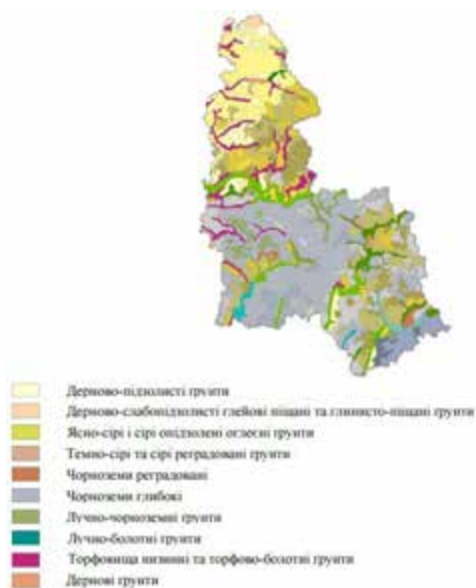 Дерново-підзолисті ґрунти
Дерново-слабопідзолисті глейові піщані та глинисто-піщані ґрунти
Ясно-сірі і сірі опідзолені оглеєні ґрунти
Темно-сірі та сірі реградовані ґрунти
Чорноземи реградовані
Чорноземи глибокі
Лучно-чорноземні ґрунти
Лучно-болотні ґрунти
Торфовища низинні та торфово-болотні ґрунти
Дернові ґрунти